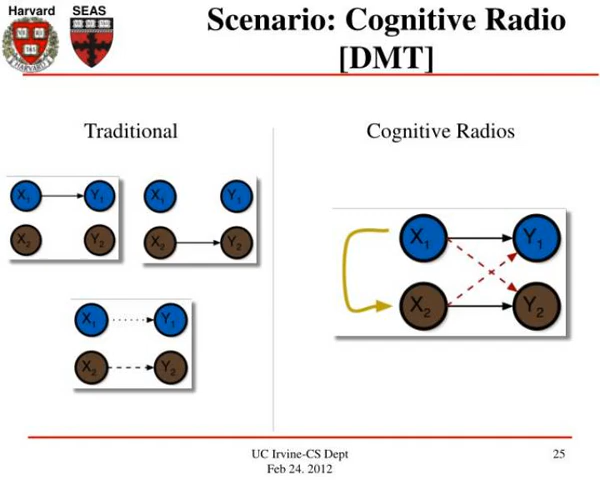 Harvard SEAS
Scenario: Cognitive Radio
[DMT]
Traditional
Cognitive Radios
X1 Y1
X2 Y2
X1 Y1
X2 Y2
X1 Y1
X2 Y2
X1 Y1
X2 Y2
UC Irvine-CS Dept
Feb 24. 2012
25